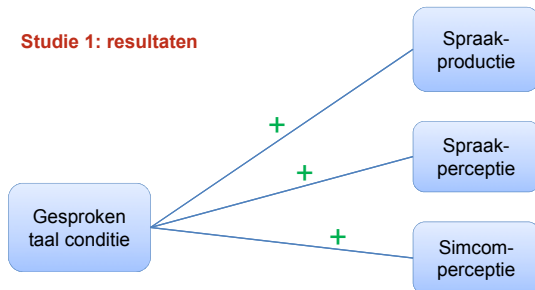 Studie 1: resultaten
Spraak-
productie
+
+
Spraak-
perceptie
Gesproken
taal conditie
+
Simcom-
perceptie